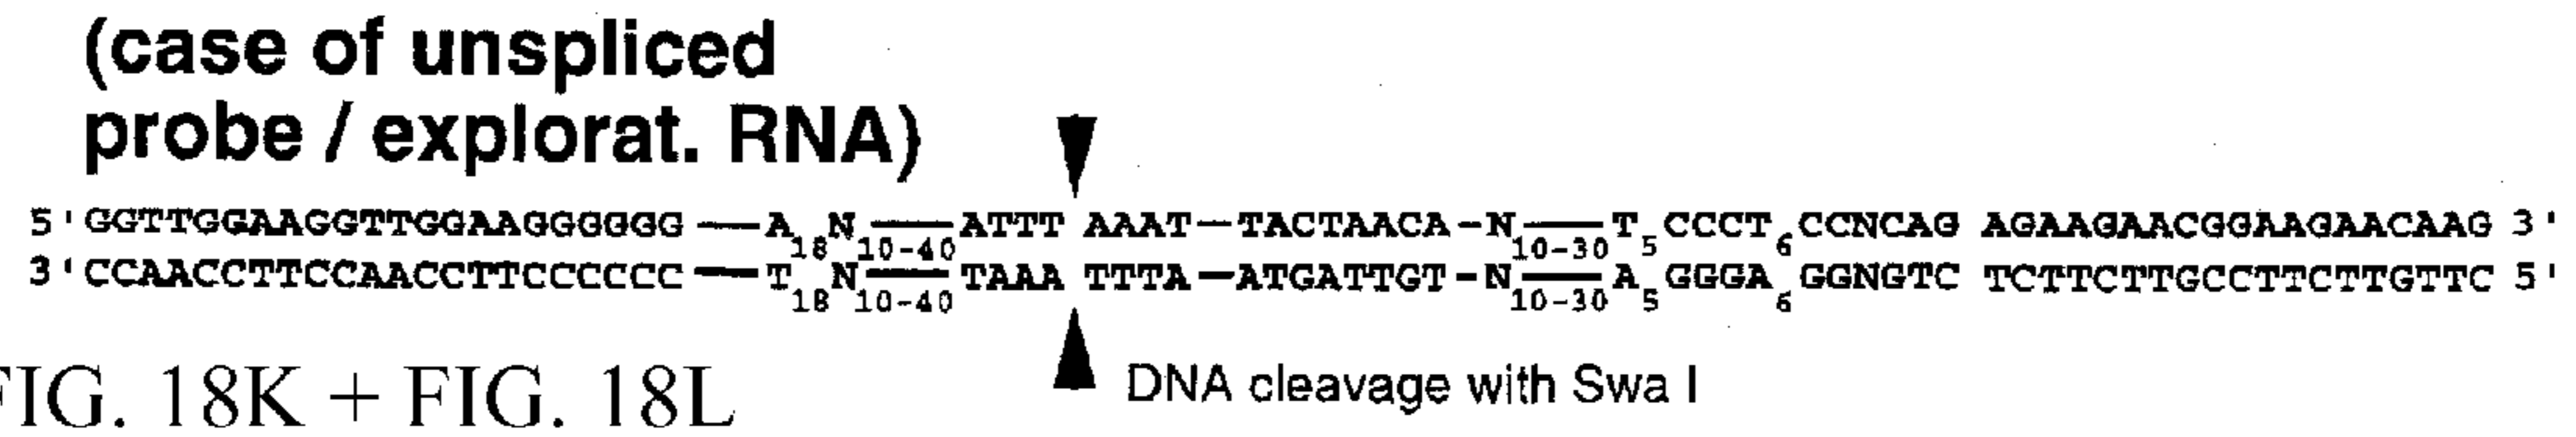 (case of unspliced
probe / explorat. RNA)
5'GGTTGGAAGGTTGGAAGGGGGG—A18N10-40ATTT AAAT—TACTAACA-N10-30T5CCCT6CCNCAG AGAAGAACGGAAGAACAAG 3'
3'CCAACCTTCCAACCTTCCCCCC—T18N10-40TAAA TTTA—ATGATTGT-N10-30A5GGGA6GGNGTC TCTTCTTGCCTTCTTGTTC 5'
DNA cleavage with Swa I
FIG. 18K + FIG. 18L